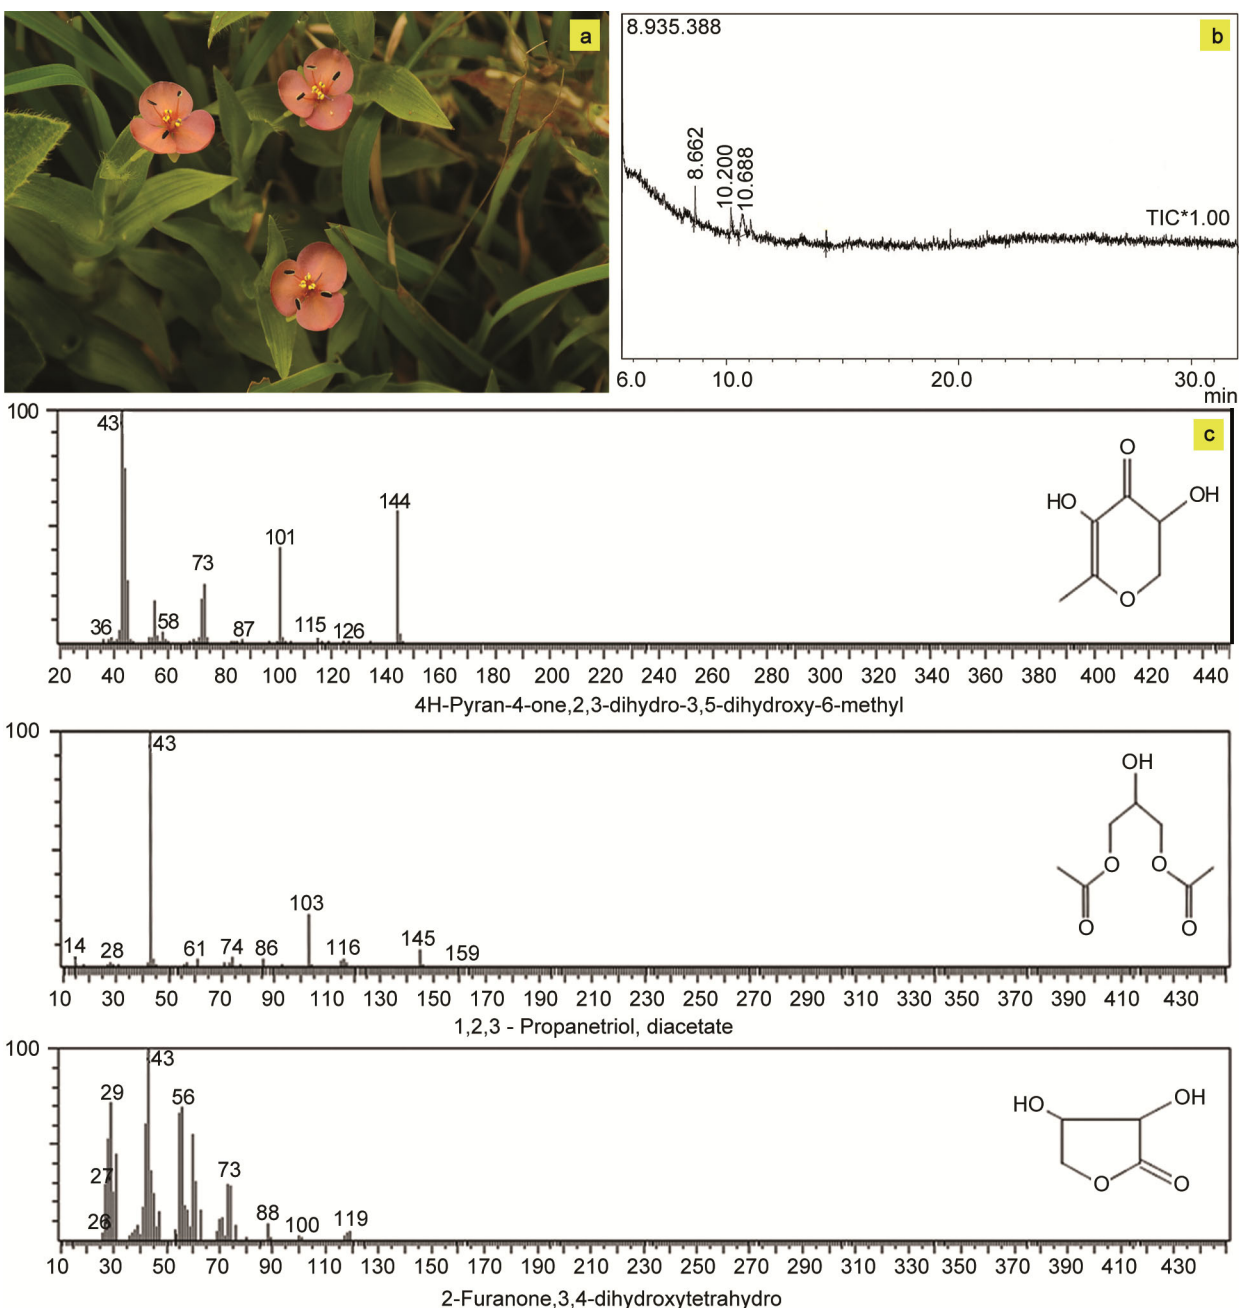 a
8.935.388
b
8.662
10.200
10.688
TIC*1.00
6.0 10.0 20.0 30.0
min
100
c
43
144
101
73
36 58 87 115 126
O
HO OH
O
20 40 60 80 100 120 140 160 180 200 220 240 260 280 300 320 340 360 380 400 420 440
4H-Pyran-4-one,2,3-dihydro-3,5-dihydroxy-6-methyl
100
43
OH
103
14 28 61 74 86 116 145 159
O O
O O
10 30 50 70 90 110 130 150 170 190 210 230 250 270 290 310 330 350 370 390 410 430
1,2,3 - Propanetriol, diacetate
100
43
29 56
27 73
26 88 100 119
HO OH
O O
10 30 50 70 90 110 130 150 170 190 210 230 250 270 290 310 330 350 370 390 410 430
2-Furanone,3,4-dihydroxytetrahydro